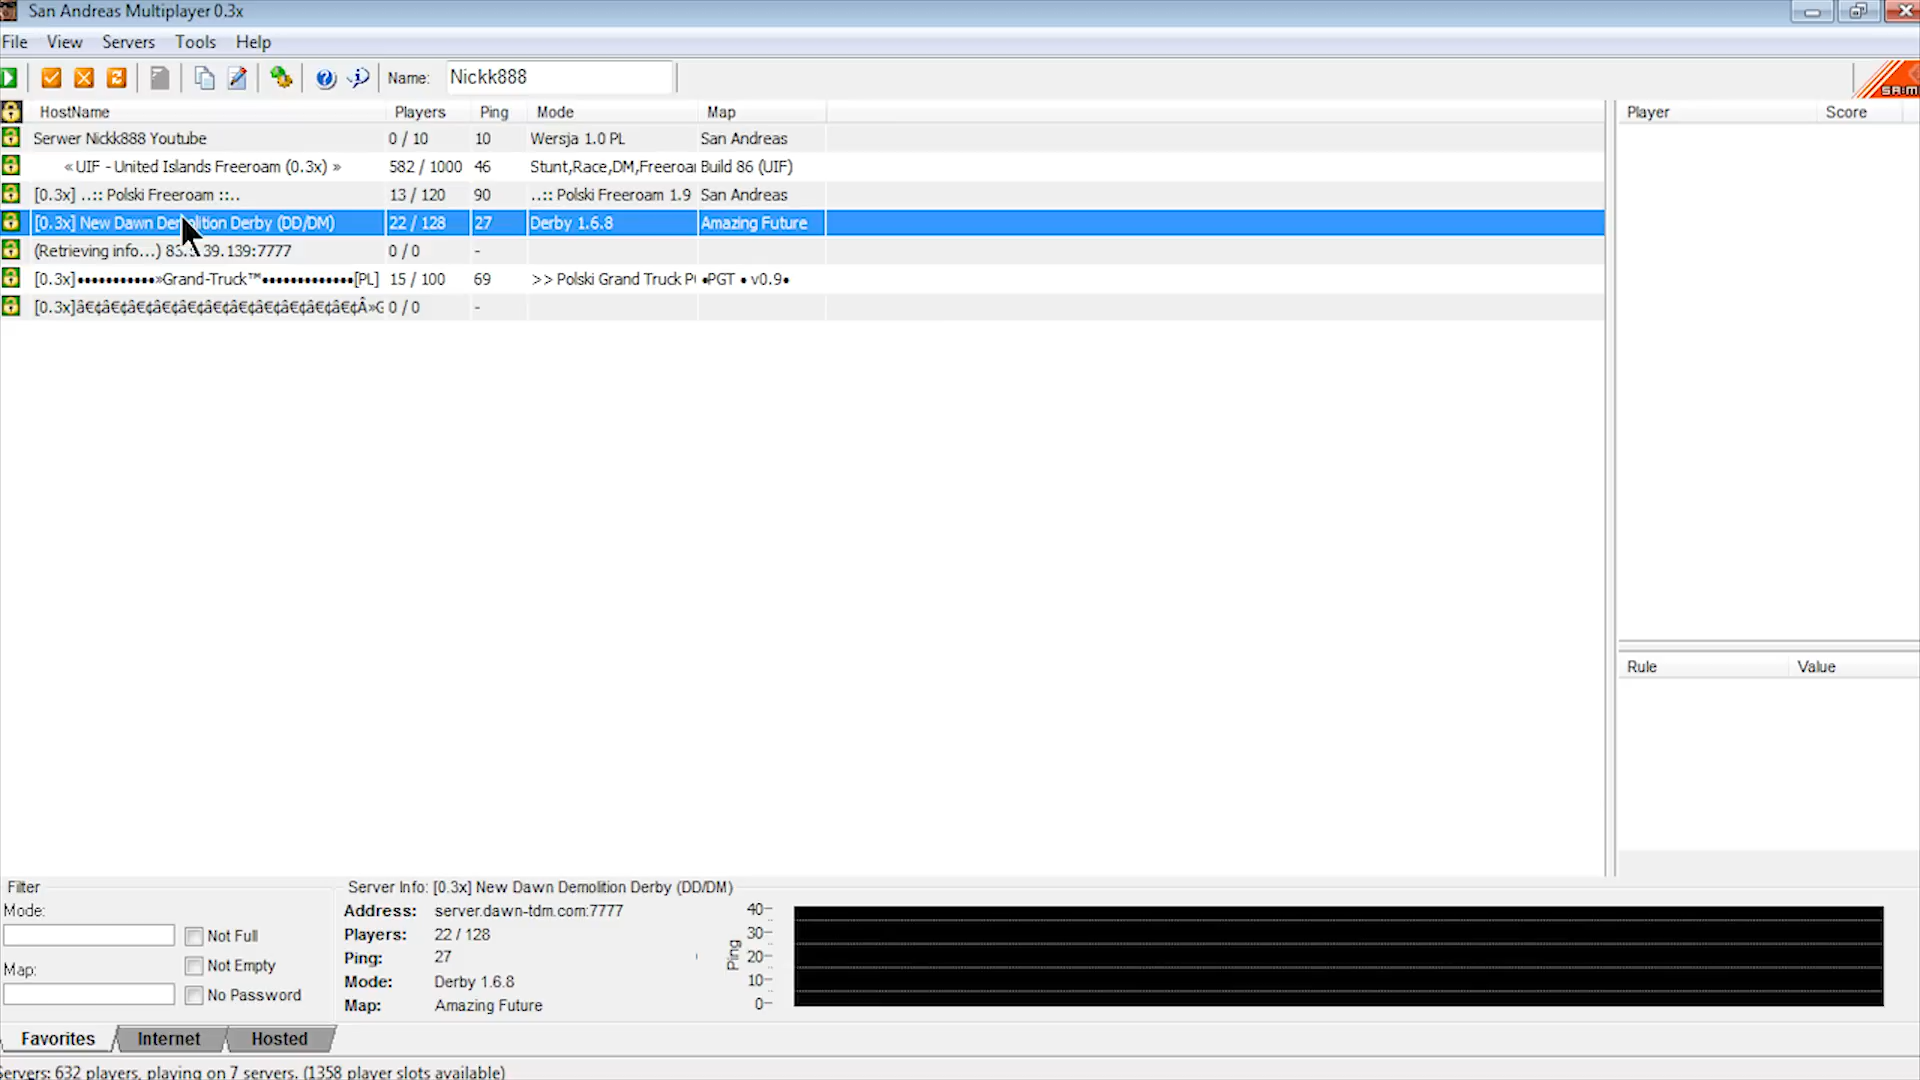 San Andreas Multiplayer 0.3x
File View Servers Tools Help
Name: Nickk888
SA:M
HostName Players Ping Mode Map
Serwer Nickk888 Youtube 0 / 10 10 Wersja 1.0 PL San Andreas
« UIF - United Islands Freeroam (0.3x) » 582 / 1000 46 Stunt,Race,DM,Freeroa Build 86 (UIF)
[0.3x] ..:: Polski Freeroam ::.. 13 / 120 90 ..:: Polski Freeroam 1.9 San Andreas
[0.3x] New Dawn Demolition Derby (DD/DM) 22 / 128 27 Derby 1.6.8 Amazing Future
(Retrieving info...) 39.139:7777 0 / 0 -
[0.3x]•••••••••••»Grand-Truck™•••••••••••••[PL] 15 / 100 69 >> Polski Grand Truck P •PGT • v0.9•
[0.3x]â€¢â€¢â€¢â€¢â€¢â€¢â€¢â€¢â€¢â€¢â€¢Â»G 0 / 0 -
Player Score
Rule Value
Filter
Mode:
Not Full
Not Empty
Map:
No Password
Server Info: [0.3x] New Dawn Demolition Derby (DD/DM)
Address: server.dawn-tdm.com:7777
Players: 22 / 128
Ping: 27
Mode: Derby 1.6.8
Map: Amazing Future
Ping
40
30
20
10
0
Favorites Internet Hosted
Servers: 632 players, playing on 7 servers. (1358 player slots available)